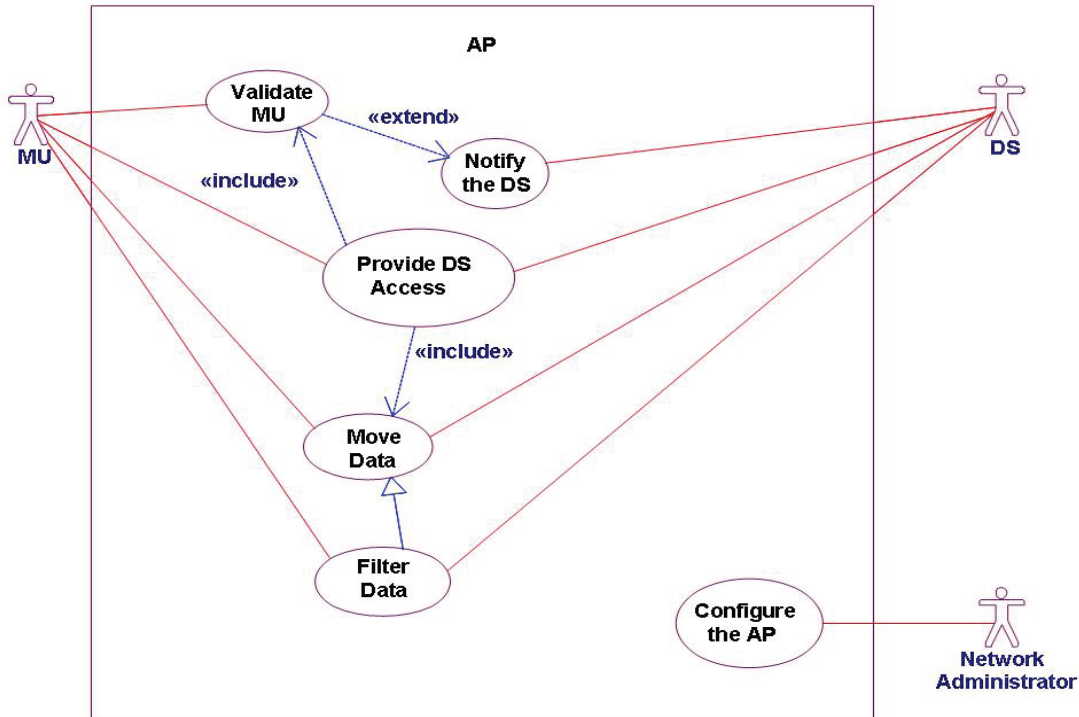 AP
Validate
MU
«extend»
MU
DS
Notify
the DS
«include»
Provide DS
Access
«include»
Move
Data
Filter
Data
Configure
the AP
Network
Administrator